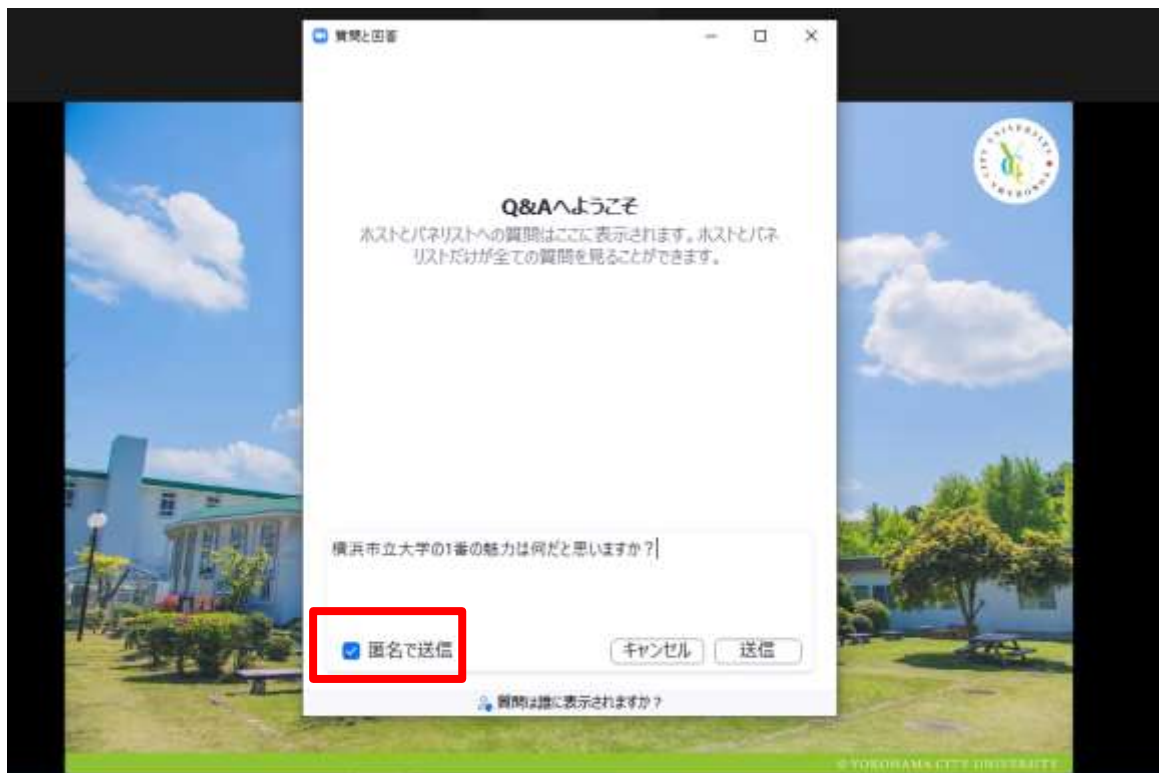 質問と回答
YOKOHAMA CITY UNIVERSITY
Q&Aへようこそ
ホストとパネリストへの質問はここに表示されます。ホストとパネ
リストだけが全ての質問を見ることができます。
横浜市立大学の1番の魅力は何だと思いますか?
匿名で送信
キャンセル
送信
質問は誰に表示されますか?
© YOKOHAMA CITY UNIVERSITY